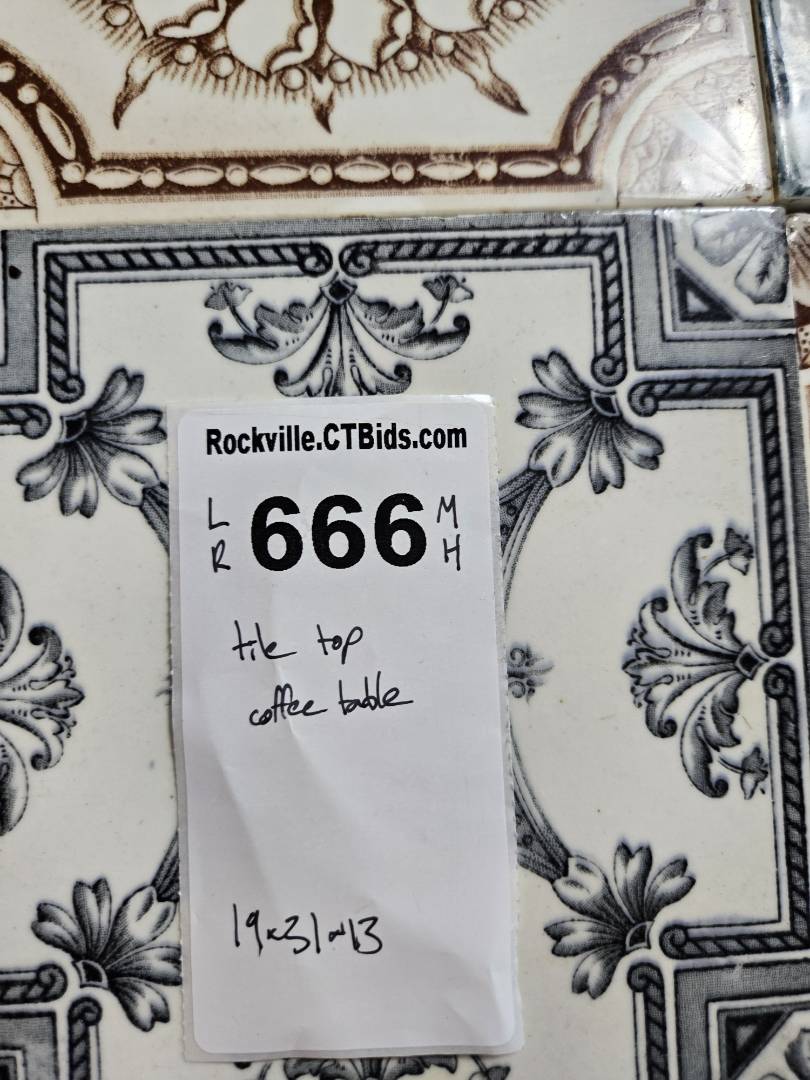 Rockville.CTBids.com
L 666 M
R H
tile top
coffee table
19x31x13